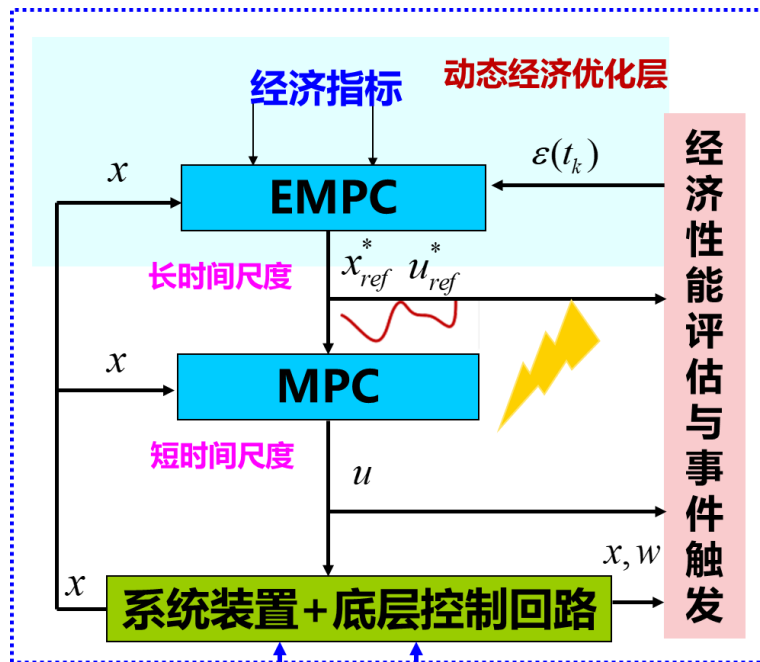 动态经济优化层
经济指标
ε(t_k)
x
EMPC
x*_ref u*_ref
长时间尺度
x
MPC
短时间尺度
u
x, w
x
系统装置+底层控制回路
经济性能评估与事件触发